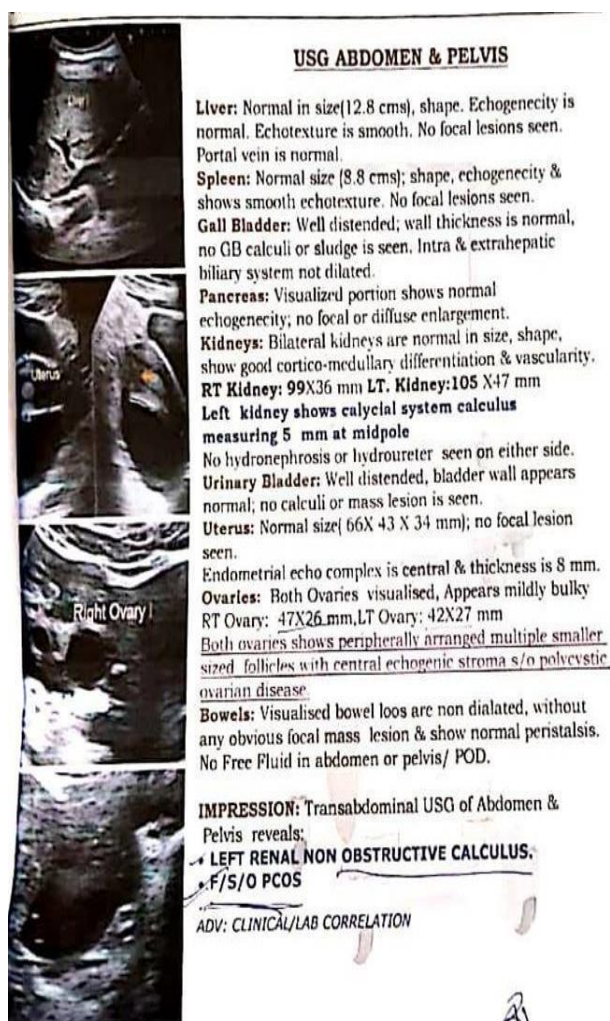 USG ABDOMEN & PELVIS
Liver: Normal in size(12.8 cms), shape. Echogenecity is
normal. Echotexture is smooth. No focal lesions seen.
Portal vein is normal.
Spleen: Normal size (8.8 cms); shape, echogenecity &
shows smooth echotexture. No focal lesions seen.
Gall Bladder: Well distended; wall thickness is normal,
no GB calculi or sludge is seen. Intra & extrahepatic
biliary system not dilated.
Pancreas: Visualized portion shows normal
echogenecity; no focal or diffuse enlargement.
Kidneys: Bilateral kidneys are normal in size, shape,
show good cortico-medullary differentiation & vascularity.
RT Kidney: 99X36 mm LT. Kidney:105 X47 mm
Left kidney shows calycial system calculus
measuring 5 mm at midpole
No hydronephrosis or hydroureter seen on either side.
Urinary Bladder: Well distended, bladder wall appears
normal; no calculi or mass lesion is seen.
Uterus: Normal size( 66X 43 X 34 mm); no focal lesion
seen.
Endometrial echo complex is central & thickness is 8 mm.
Ovaries: Both Ovaries visualised, Appears mildly bulky
RT Ovary: 47X26 mm,LT Ovary: 42X27 mm
Both ovaries shows peripherally arranged multiple smaller
sized follicles with central echogenic stroma s/o polycystic
ovarian disease.
Bowels: Visualised bowel loos are non dialated, without
any obvious focal mass lesion & show normal peristalsis.
No Free Fluid in abdomen or pelvis/ POD.
IMPRESSION: Transabdominal USG of Abdomen &
Pelvis reveals:
• LEFT RENAL NON OBSTRUCTIVE CALCULUS.
• F/S/O PCOS
ADV: CLINICAL/LAB CORRELATION
Uterus
Right Ovary